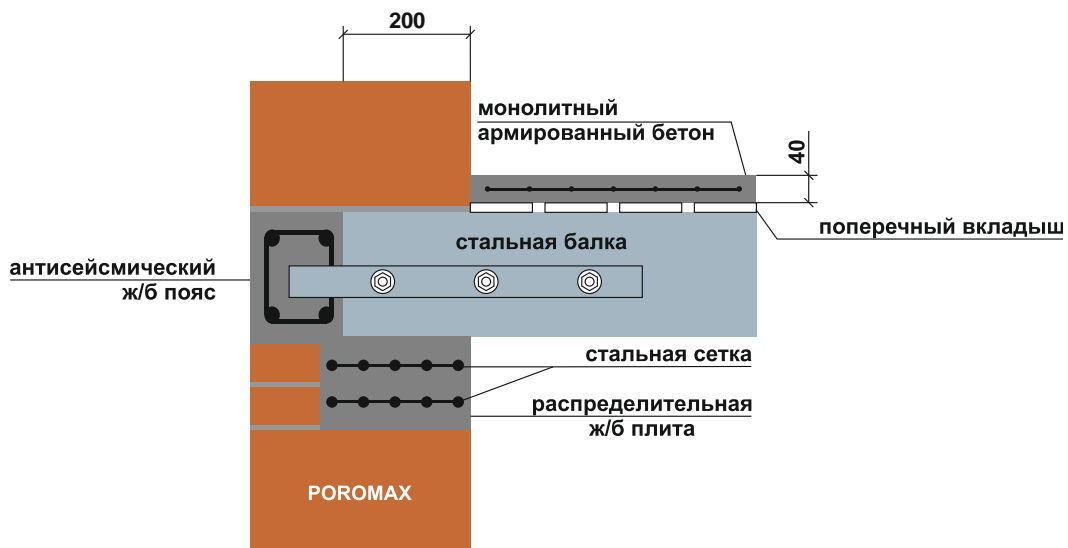 200
монолитный
армированный бетон
40
поперечный вкладыш
стальная балка
антисейсмический
ж/б пояс
стальная сетка
распределительная
ж/б плита
POROMAX